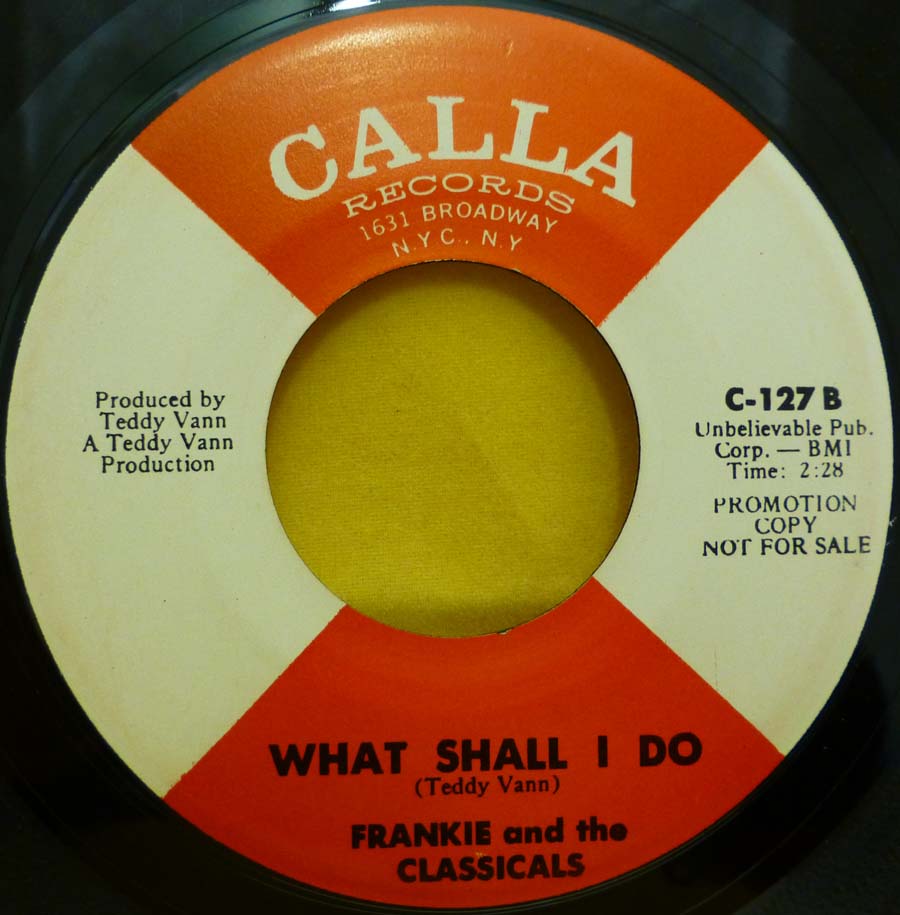 CALLA
RECORDS
1631 BROADWAY
N.Y.C., N.Y
Produced by
Teddy Vann
A Teddy Vann
Production
C-127 B
Unbelievable Pub.
Corp. — BMI
Time: 2:28
PROMOTION
COPY
NOT FOR SALE
WHAT SHALL I DO
(Teddy Vann)
FRANKIE and the
CLASSICALS